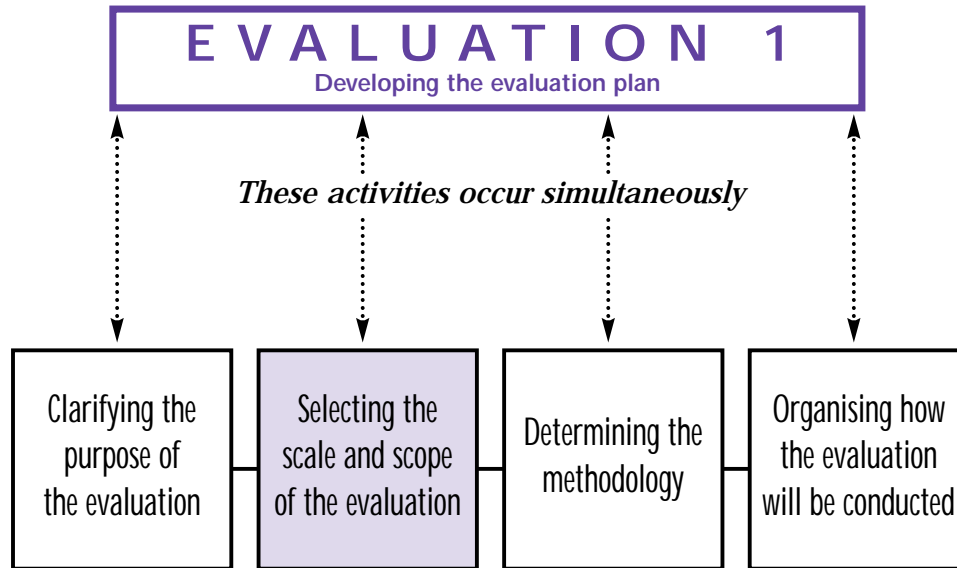 EVALUATION 1
Developing the evaluation plan
These activities occur simultaneously
Clarifying the
purpose of
the evaluation
Selecting the
scale and scope
of the evaluation
Determining the
methodology
Organising how
the evaluation
will be conducted